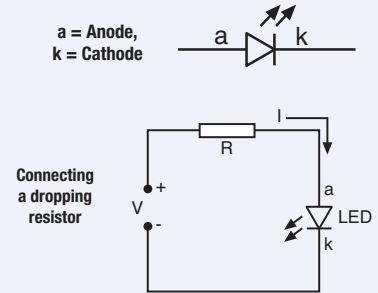 a = Anode,
k = Cathode
a
k
I
R
Connecting
a dropping
resistor
+
V
-
a
LED
k